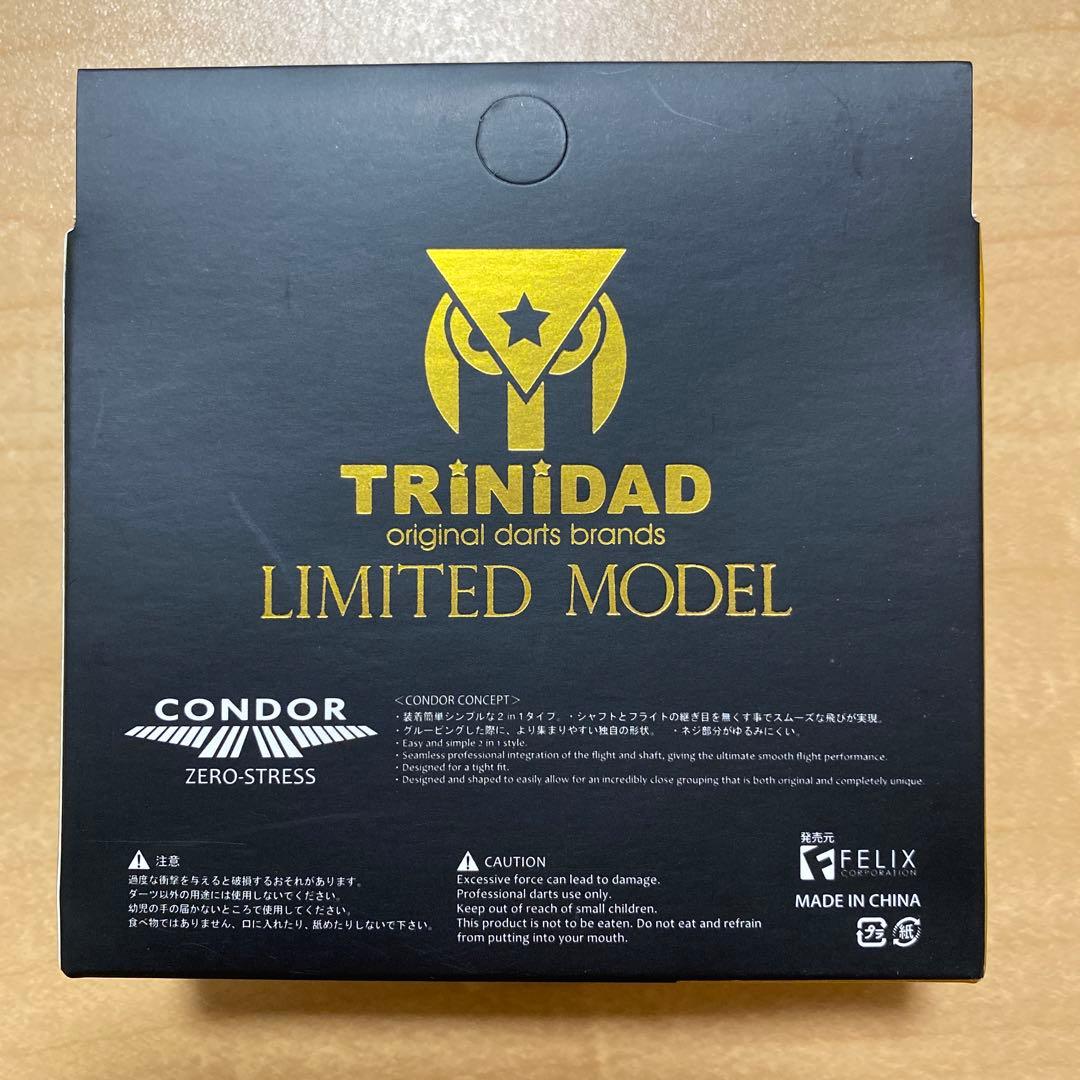 TRiNiDAD
original darts brands
LIMITED MODEL
CONDOR
ZERO-STRESS
＜CONDOR CONCEPT＞
・装着簡単シンプルな2 in 1タイプ。・シャフトとフライトの継ぎ目を無くす事でスムーズな飛びが実現。
・グルーピングした際に、より集まりやすい独自の形状。 ・ネジ部分がゆるみにくい。
・Easy and simple 2 in 1 style.
・Seamless professional integration of the flight and shaft, giving the ultimate smooth flight performance.
・Designed for a tight fit.
・Designed and shaped to easily allow for an incredibly close grouping that is both original and completely unique.
注意
過度な衝撃を与えると破損するおそれがあります。
ダーツ以外の用途には使用しないでください。
幼児の手の届かないところで使用してください。
食べ物ではありません、口に入れたり、舐めたりしないで下さい。
CAUTION
Excessive force can lead to damage.
Professional darts use only.
Keep out of reach of small children.
This product is not to be eaten. Do not eat and refrain
from putting into your mouth.
発売元
FELIX
CORPORATION
MADE IN CHINA
プラ 紙